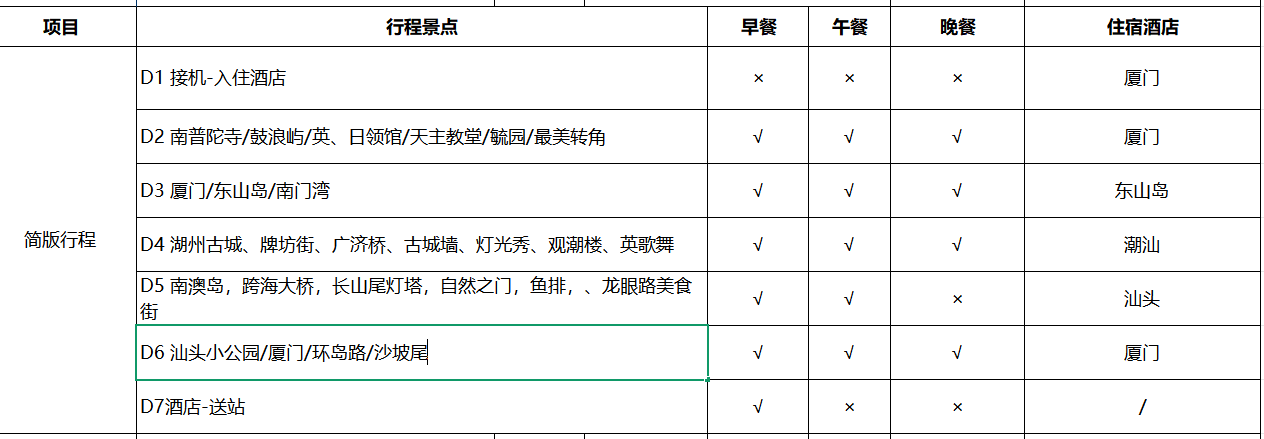 项目 行程景点 早餐 午餐 晚餐 住宿酒店
D1 接机-入住酒店 × × × 厦门
D2 南普陀寺/鼓浪屿/英、日领馆/天主教堂/毓园/最美转角 √ √ √ 厦门
D3 厦门/东山岛/南门湾 √ √ √ 东山岛
简版行程
D4 湖州古城、牌坊街、广济桥、古城墙、灯光秀、观潮楼、英歌舞 √ √ √ 潮汕
D5 南澳岛，跨海大桥，长山尾灯塔，自然之门，鱼排，、龙眼路美食
街 √ √ × 汕头
D6 汕头小公园/厦门/环岛路/沙坡尾 √ √ √ 厦门
D7酒店-送站 √ × × /